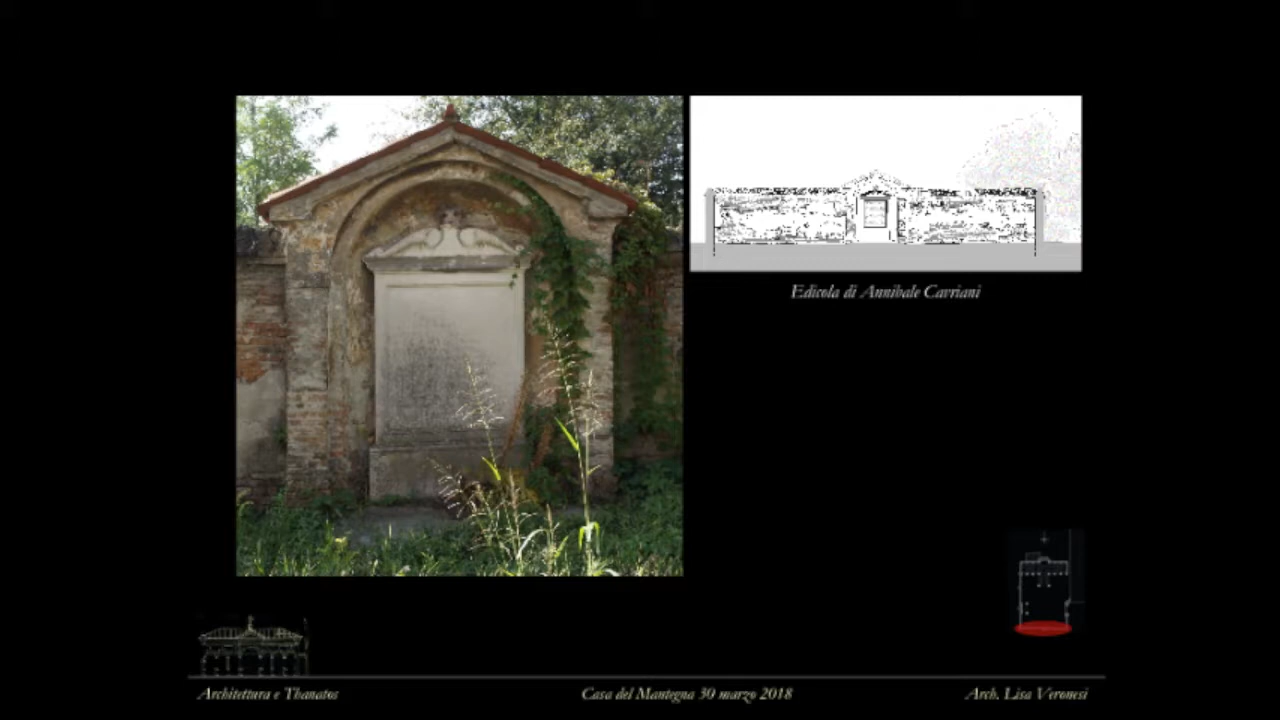 Edicola di Annibale Cavriani
Architettura e Thanatos
Casa del Mantegna 30 marzo 2018
Arch. Lisa Veronesi